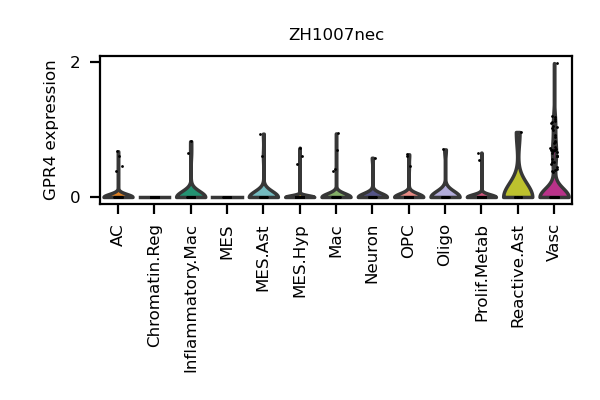 ZH1007nec
GPR4 expression
2
0
AC
Chromatin.Reg
Inflammatory.Mac
MES
MES.Ast
MES.Hyp
Mac
Neuron
OPC
Oligo
Prolif.Metab
Reactive.Ast
Vasc